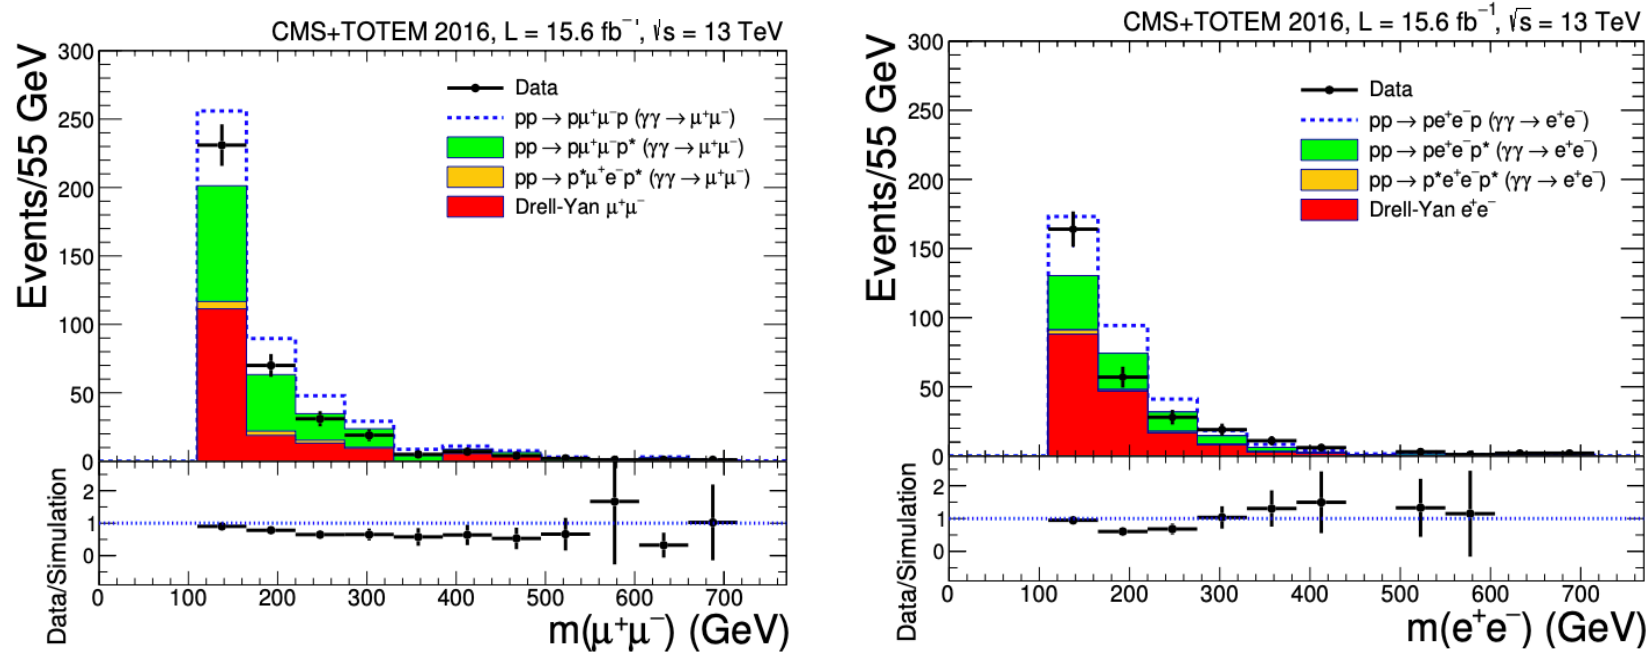 CMS+TOTEM 2016, L = 15.6 fb⁻¹, √s = 13 TeV
Events/55 GeV
300
250
200
150
100
50
0
Data
pp → pμ⁺μ⁻p (γγ → μ⁺μ⁻)
pp → pμ⁺μ⁻p* (γγ → μ⁺μ⁻)
pp → p*μ⁺e⁻p* (γγ → μ⁺μ⁻)
Drell-Yan μ⁺μ⁻
Data/Simulation
2
1
0
0 100 200 300 400 500 600 700
m(μ⁺μ⁻) (GeV)
CMS+TOTEM 2016, L = 15.6 fb⁻¹, √s = 13 TeV
Events/55 GeV
300
250
200
150
100
50
0
Data
pp → pe⁺e⁻p (γγ → e⁺e⁻)
pp → pe⁺e⁻p* (γγ → e⁺e⁻)
pp → p*e⁺e⁻p* (γγ → e⁺e⁻)
Drell-Yan e⁺e⁻
Data/Simulation
2
1
0
0 100 200 300 400 500 600 700
m(e⁺e⁻) (GeV)